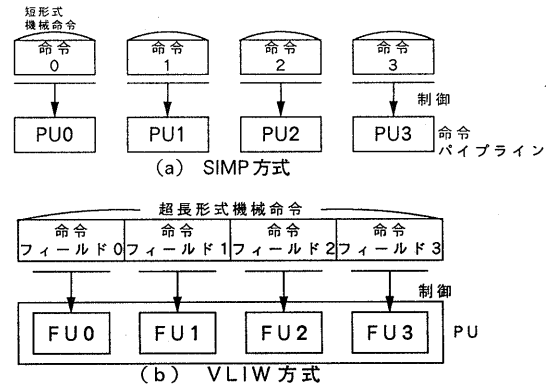 短形式
機械命令
命令
0
命令
1
命令
2
命令
3
制御
PU0
PU1
PU2
PU3
命令
パイプライン
(a) SIMP方式
超長形式機械命令
命令
フィールド0
命令
フィールド1
命令
フィールド2
命令
フィールド3
制御
FU0
FU1
FU2
FU3
PU
(b) VLIW方式